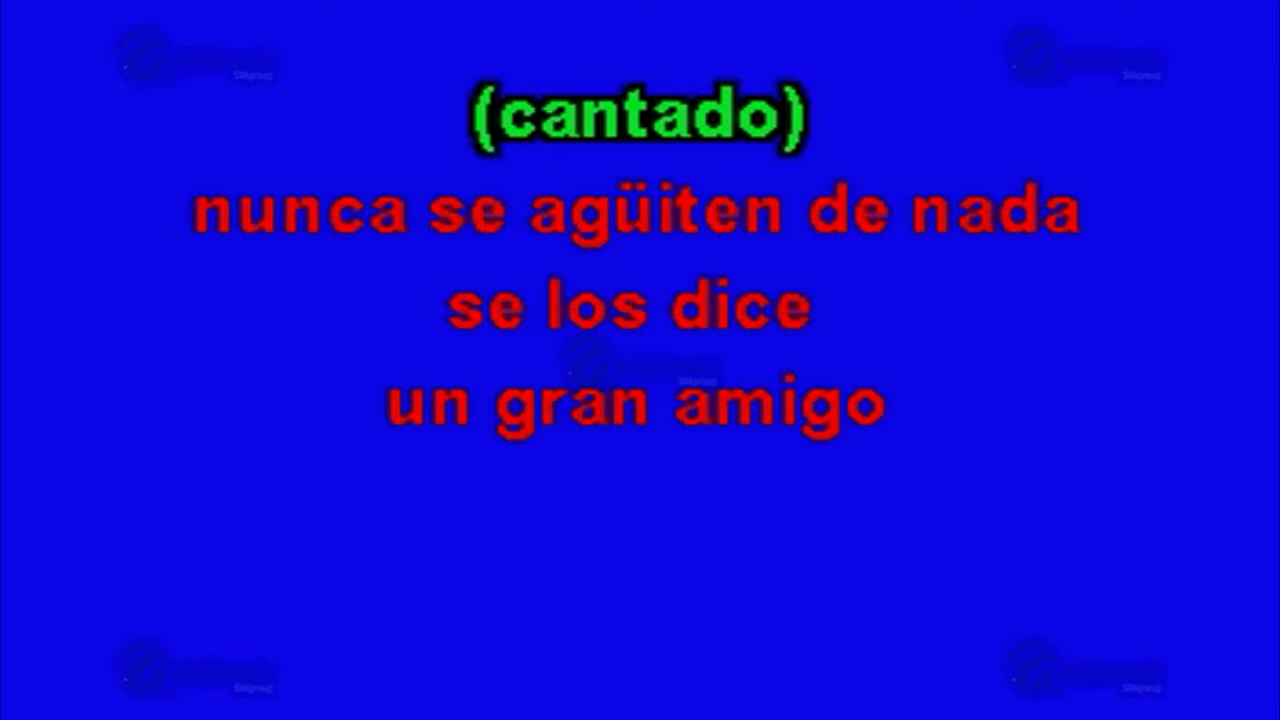 (cantado)
nunca se agüiten de nada
se los dice
un gran amigo